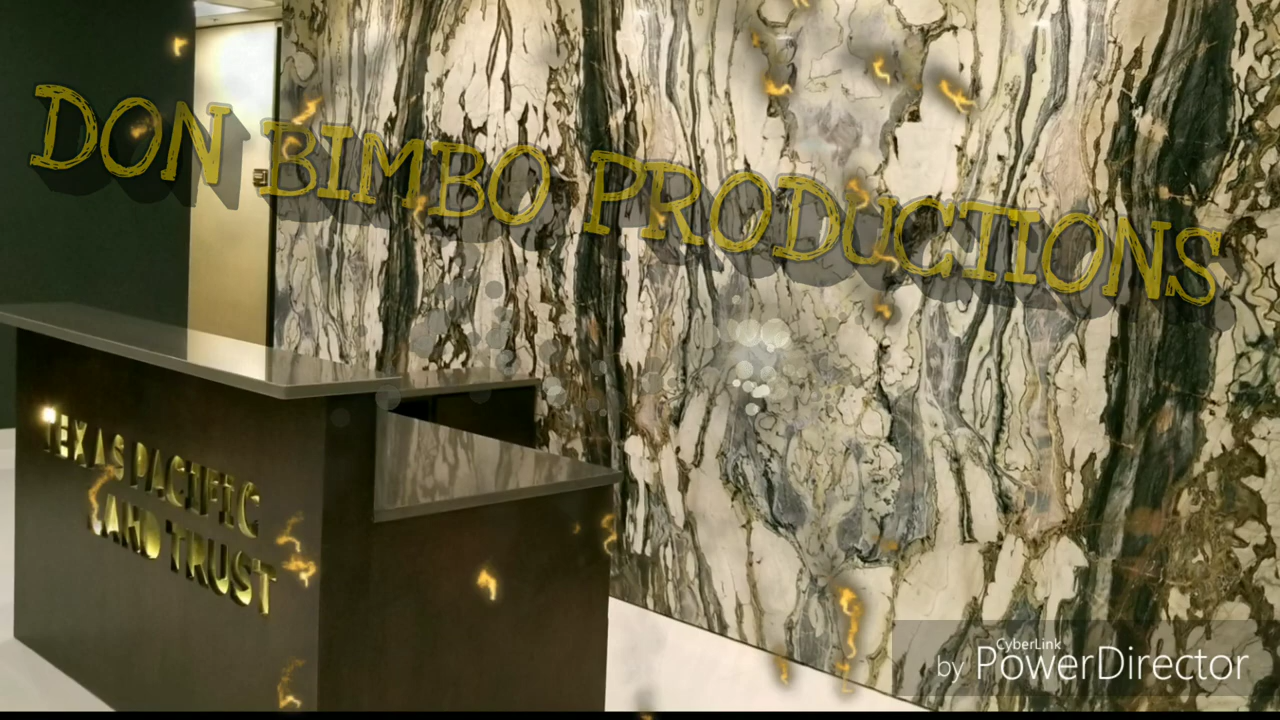 DON BIMBO PRODUCTIONS
TEXAS PACIFIC
LAND TRUST
CyberLink
by PowerDirector